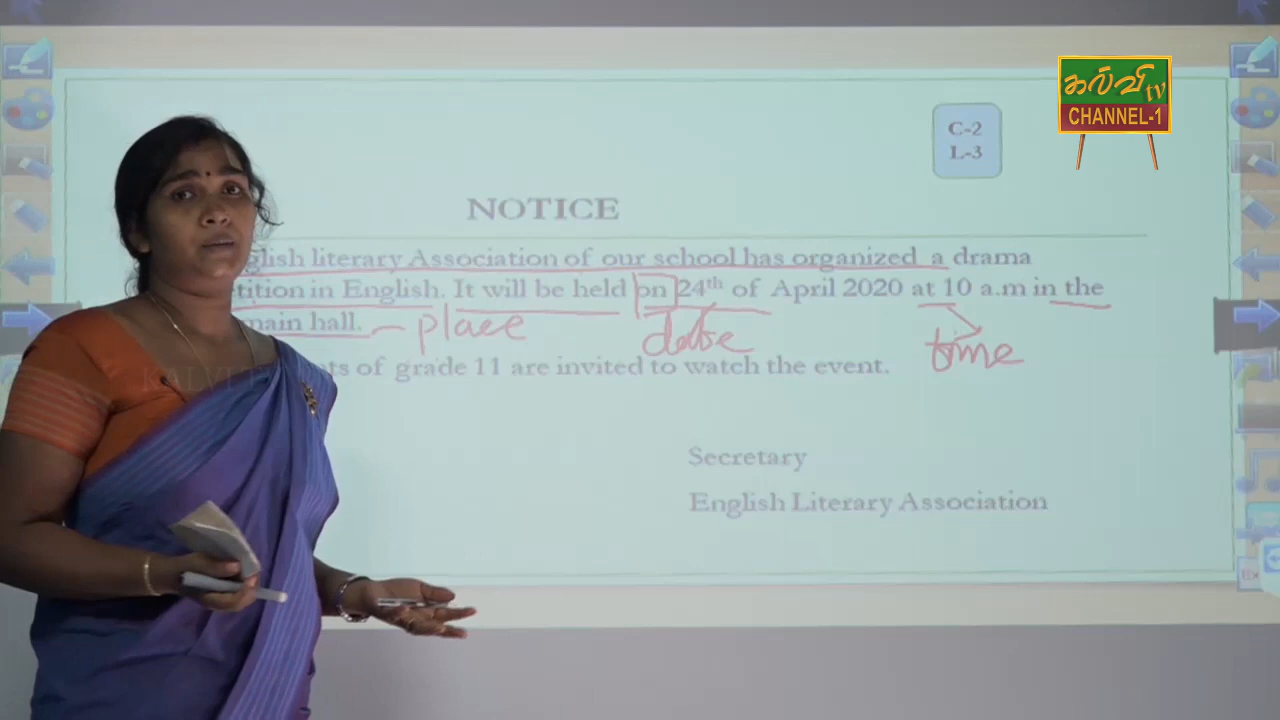 கல்வி tv
CHANNEL-1
C-2
L-3
NOTICE
glish literary Association of our school has organized a drama
tition in English. It will be held on 24th of April 2020 at 10 a.m in the
main hall. – place
date
time
ts of grade 11 are invited to watch the event.
Secretary
English Literary Association